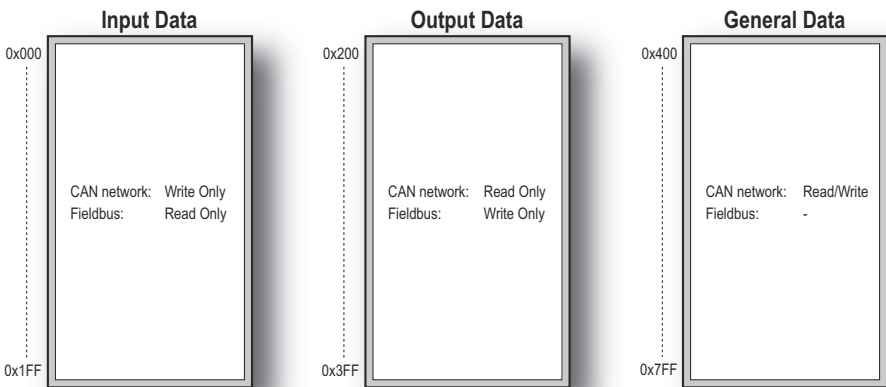 Input Data
0x000
CAN network: Write Only
Fieldbus: Read Only
0x1FF
Output Data
0x200
CAN network: Read Only
Fieldbus: Write Only
0x3FF
General Data
0x400
CAN network: Read/Write
Fieldbus: -
0x7FF